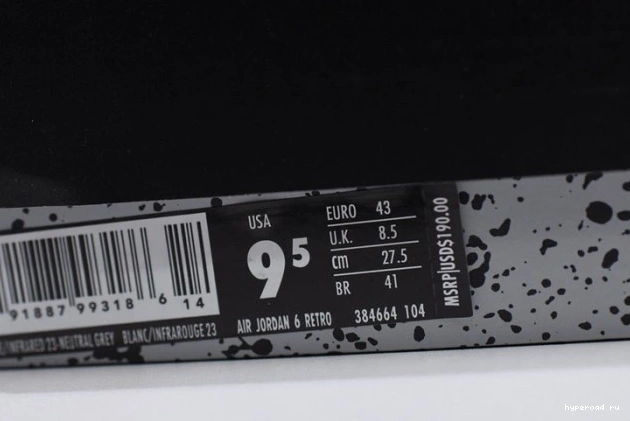 USA
9⁵
EURO 43
U.K. 8.5
cm 27.5
BR 41
MSRP|USD$190.00
91887 99318 6 14
INFRARED 23-NEUTRAL GREY BLANC/INFRAROUGE 23
AIR JORDAN 6 RETRO 384664 104
hyperoad ru